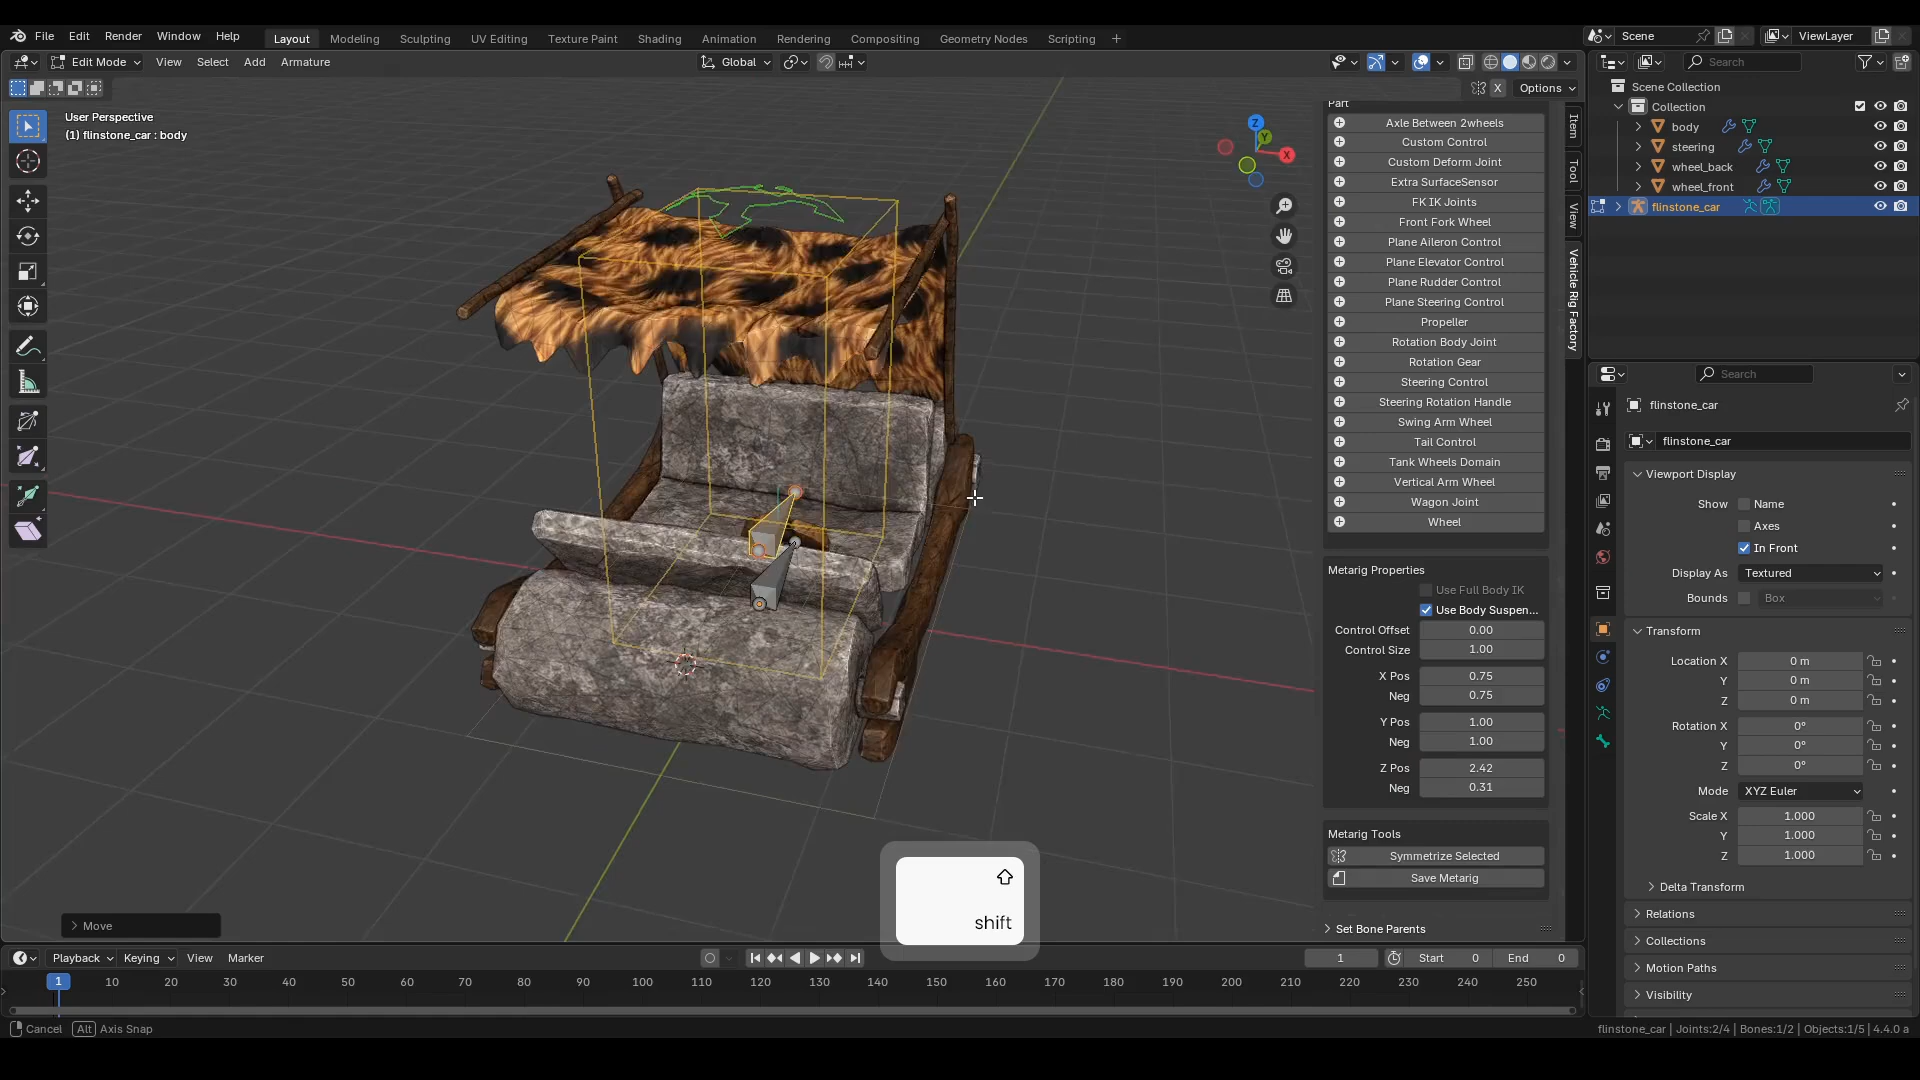 File Edit Render Window Help Layout Modeling Sculpting UV Editing Texture Paint Shading Animation Rendering Compositing Geometry Nodes Scripting + Scene ViewLayer
Edit Mode View Select Add Armature Global Search
X Options
User Perspective
(1) flinstone_car : body
Z
Y
X
Part
Axle Between 2wheels
Custom Control
Custom Deform Joint
Extra SurfaceSensor
FK IK Joints
Front Fork Wheel
Plane Aileron Control
Plane Elevator Control
Plane Rudder Control
Plane Steering Control
Propeller
Rotation Body Joint
Rotation Gear
Steering Control
Steering Rotation Handle
Swing Arm Wheel
Tail Control
Tank Wheels Domain
Vertical Arm Wheel
Wagon Joint
Wheel
Metarig Properties
Use Full Body IK
Use Body Suspen...
Control Offset 0.00
Control Size 1.00
X Pos 0.75
Neg 0.75
Y Pos 1.00
Neg 1.00
Z Pos 2.42
Neg 0.31
Metarig Tools
Symmetrize Selected
Save Metarig
Set Bone Parents
Item
Tool
View
Vehicle Rig Factory
Scene Collection
Collection
body
steering
wheel_back
wheel_front
flinstone_car
Search
flinstone_car
flinstone_car
Viewport Display
Show Name
Axes
In Front
Display As Textured
Bounds Box
Transform
Location X 0 m
Y 0 m
Z 0 m
Rotation X 0°
Y 0°
Z 0°
Mode XYZ Euler
Scale X 1.000
Y 1.000
Z 1.000
Delta Transform
Relations
Collections
Motion Paths
Visibility
shift
Move
Playback Keying View Marker 1 Start 0 End 0
1 10 20 30 40 50 60 70 80 90 100 110 120 130 140 150 160 170 180 190 200 210 220 230 240 250
Cancel Alt Axis Snap flinstone_car | Joints:2/4 | Bones:1/2 | Objects:1/5 | 4.4.0 a